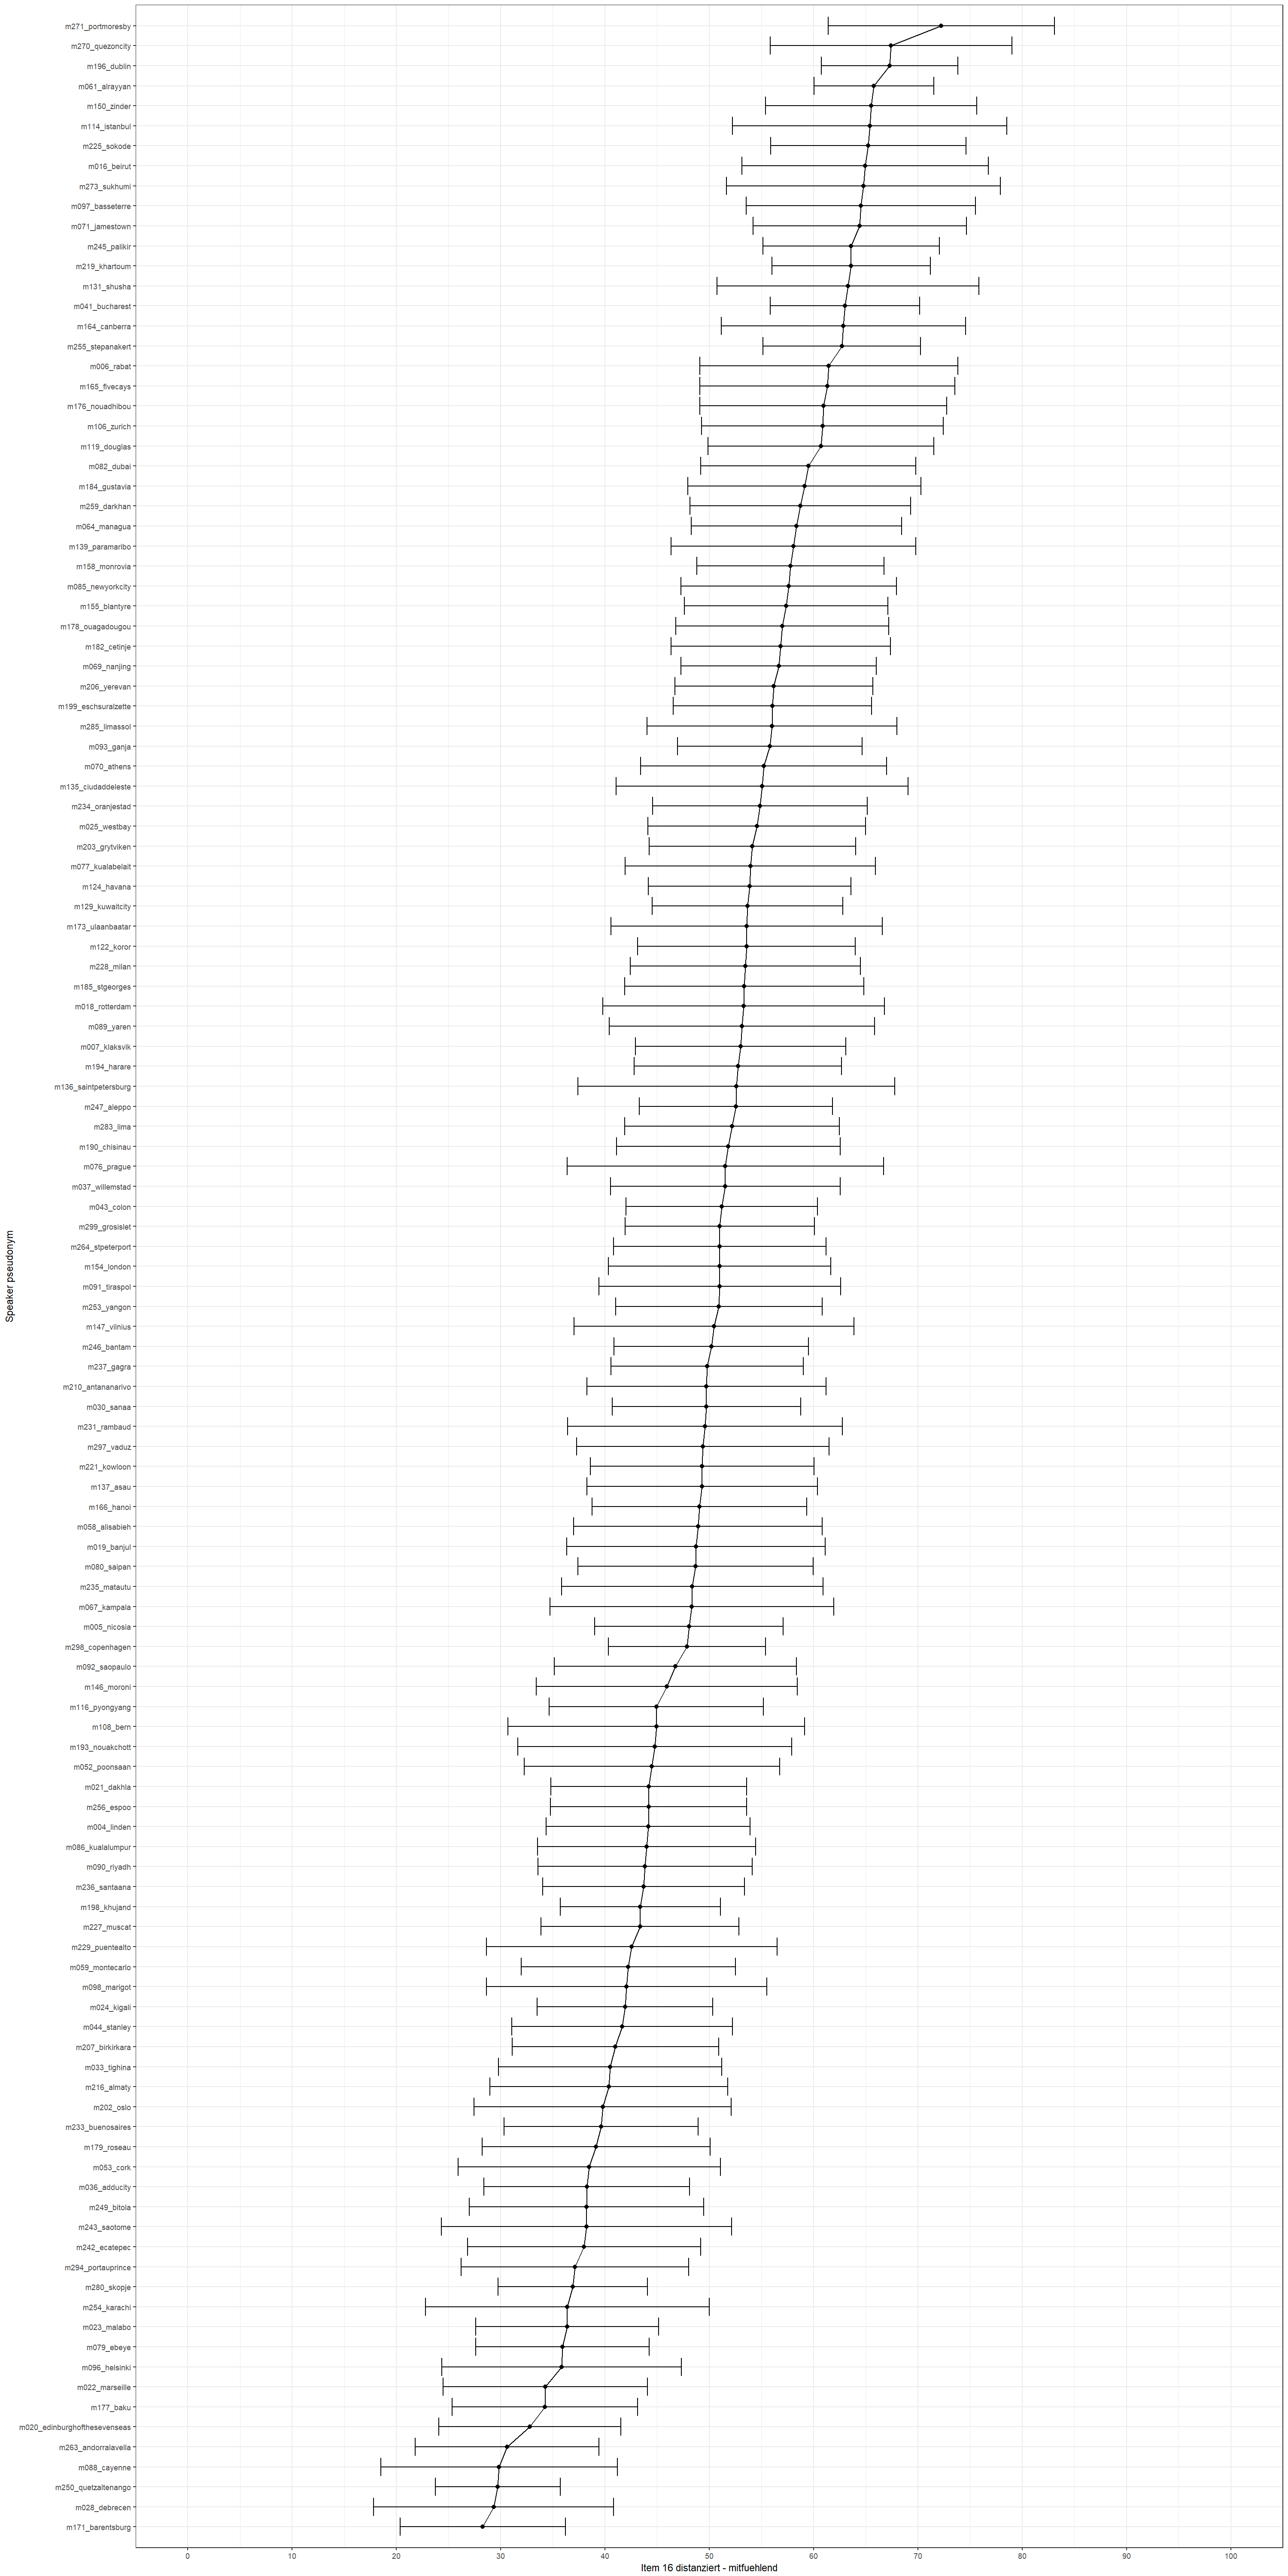 m271_portmoresby
m270_quezoncity
m196_dublin
m061_alrayyan
m150_zinder
m114_istanbul
m225_sokode
m016_beirut
m273_sukhumi
m097_basseterre
m071_jamestown
m245_palikir
m219_khartoum
m131_shusha
m041_bucharest
m164_canberra
m255_stepanakert
m006_rabat
m165_fivecays
m176_nouadhibou
m106_zurich
m119_douglas
m082_dubai
m184_gustavia
m259_darkhan
m064_managua
m139_paramaribo
m158_monrovia
m085_newyorkcity
m155_blantyre
m178_ouagadougou
m182_cetinje
m069_nanjing
m206_yerevan
m199_eschsuralzette
m285_limassol
m093_ganja
m070_athens
m135_ciudaddeleste
m234_oranjestad
m025_westbay
m203_grytviken
m077_kualabelait
m124_havana
m129_kuwaitcity
m173_ulaanbaatar
m122_koror
m228_milan
m185_stgeorges
m018_rotterdam
m089_yaren
m007_klaksvik
m194_harare
m136_saintpetersburg
m247_aleppo
m283_lima
m190_chisinau
m076_prague
m037_willemstad
m043_colon
m299_grosislet
m264_stpeterport
m154_london
m091_tiraspol
m253_yangon
m147_vilnius
m246_bantam
m237_gagra
m210_antananarivo
m030_sanaa
m231_rambaud
m297_vaduz
m221_kowloon
m137_asau
m166_hanoi
m058_alisabieh
m019_banjul
m080_saipan
m235_matautu
m067_kampala
m005_nicosia
m298_copenhagen
m092_saopaulo
m146_moroni
m116_pyongyang
m108_bern
m193_nouakchott
m052_poonsaan
m021_dakhla
m256_espoo
m004_linden
m086_kualalumpur
m090_riyadh
m236_santaana
m198_khujand
m227_muscat
m229_puentealto
m059_montecarlo
m098_marigot
m024_kigali
m044_stanley
m207_birkirkara
m033_tighina
m216_almaty
m202_oslo
m233_buenosaires
m179_roseau
m053_cork
m036_adducity
m249_bitola
m243_saotome
m242_ecatepec
m294_portauprince
m280_skopje
m254_karachi
m023_malabo
m079_ebeye
m096_helsinki
m022_marseille
m177_baku
m020_edinburghofthesevenseas
m263_andorralavella
m088_cayenne
m250_quetzaltenango
m028_debrecen
m171_barentsburg
Speaker pseudonym
0 10 20 30 40 50 60 70 80 90 100
Item 16 distanziert - mitfuehlend